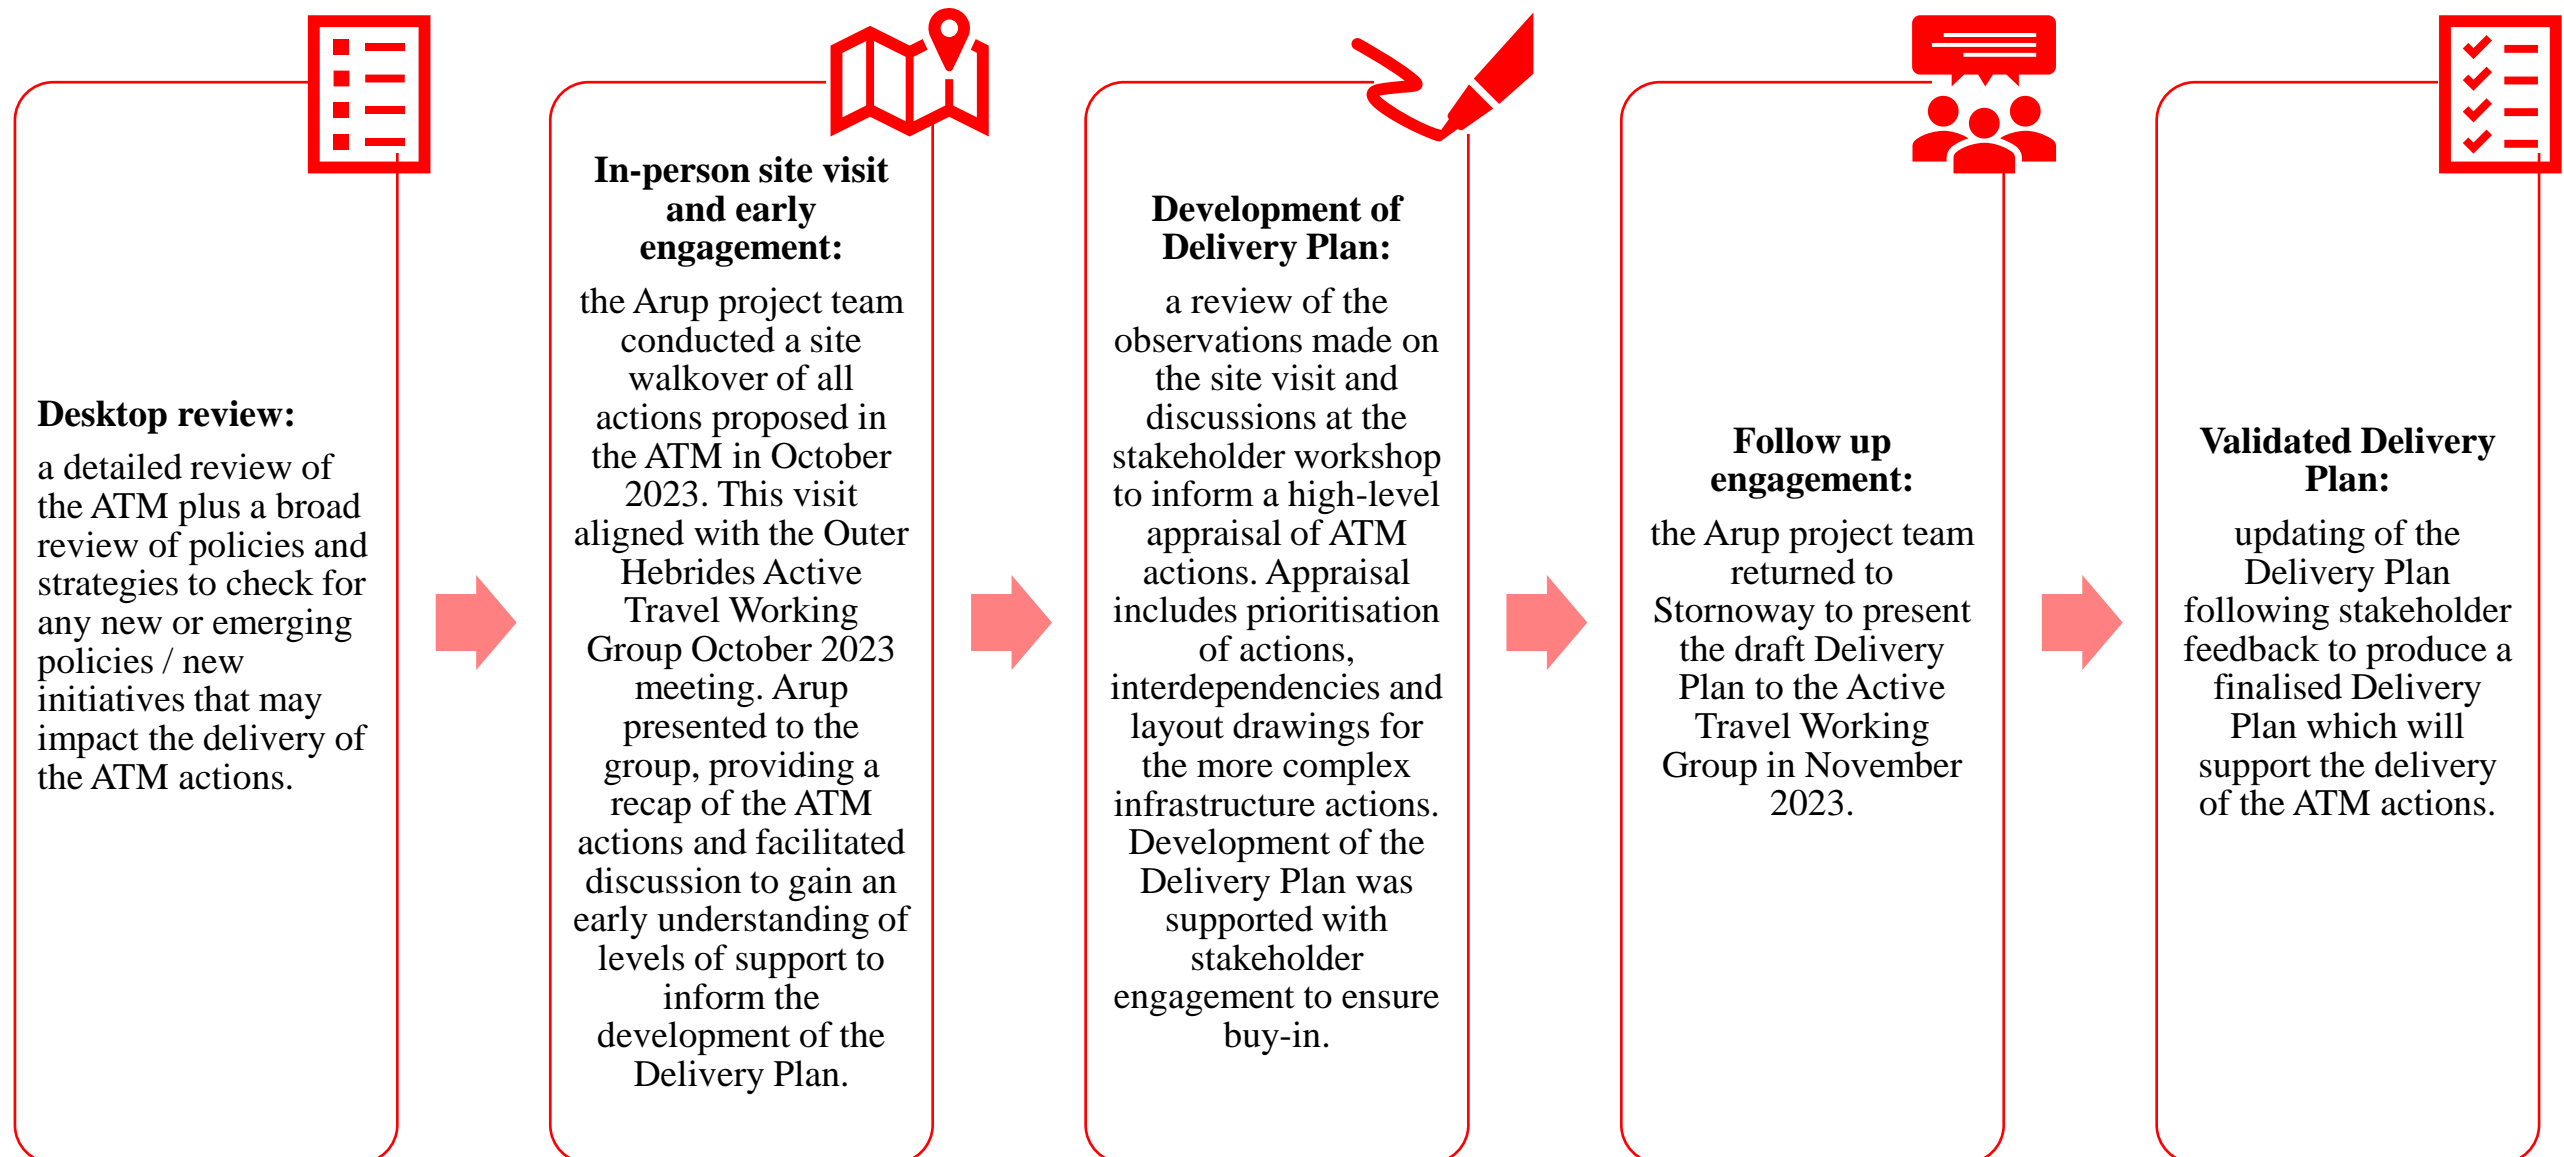 Desktop review:
a detailed review of
the ATM plus a broad
review of policies and
strategies to check for
any new or emerging
policies / new
initiatives that may
impact the delivery of
the ATM actions.
In-person site visit
and early
engagement:
the Arup project team
conducted a site
walkover of all
actions proposed in
the ATM in October
2023. This visit
aligned with the Outer
Hebrides Active
Travel Working
Group October 2023
meeting. Arup
presented to the
group, providing a
recap of the ATM
actions and facilitated
discussion to gain an
early understanding of
levels of support to
inform the
development of the
Delivery Plan.
Development of
Delivery Plan:
a review of the
observations made on
the site visit and
discussions at the
stakeholder workshop
to inform a high-level
appraisal of ATM
actions. Appraisal
includes prioritisation
of actions,
interdependencies and
layout drawings for
the more complex
infrastructure actions.
Development of the
Delivery Plan was
supported with
stakeholder
engagement to ensure
buy-in.
Follow up
engagement:
the Arup project team
returned to
Stornoway to present
the draft Delivery
Plan to the Active
Travel Working
Group in November
2023.
Validated Delivery
Plan:
updating of the
Delivery Plan
following stakeholder
feedback to produce a
finalised Delivery
Plan which will
support the delivery
of the ATM actions.